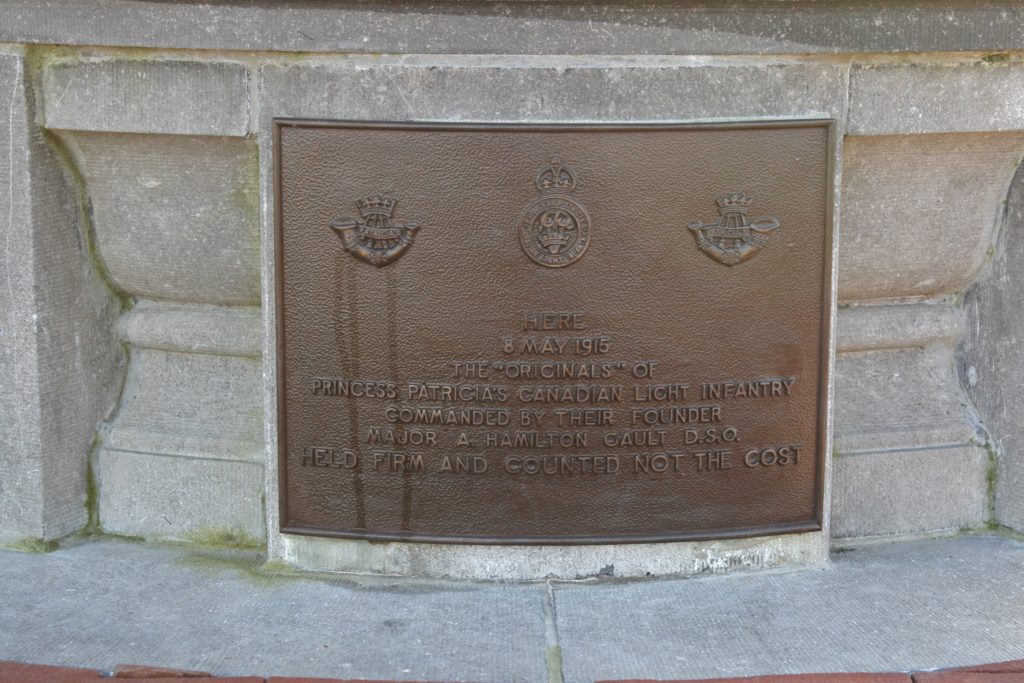 HERE
8 MAY 1915
THE "ORIGINALS" OF
PRINCESS PATRICIA'S CANADIAN LIGHT INFANTRY
COMMANDED BY THEIR FOUNDER
MAJOR A· HAMILTON GAULT D.S.O.
HELD FIRM AND COUNTED NOT THE COST